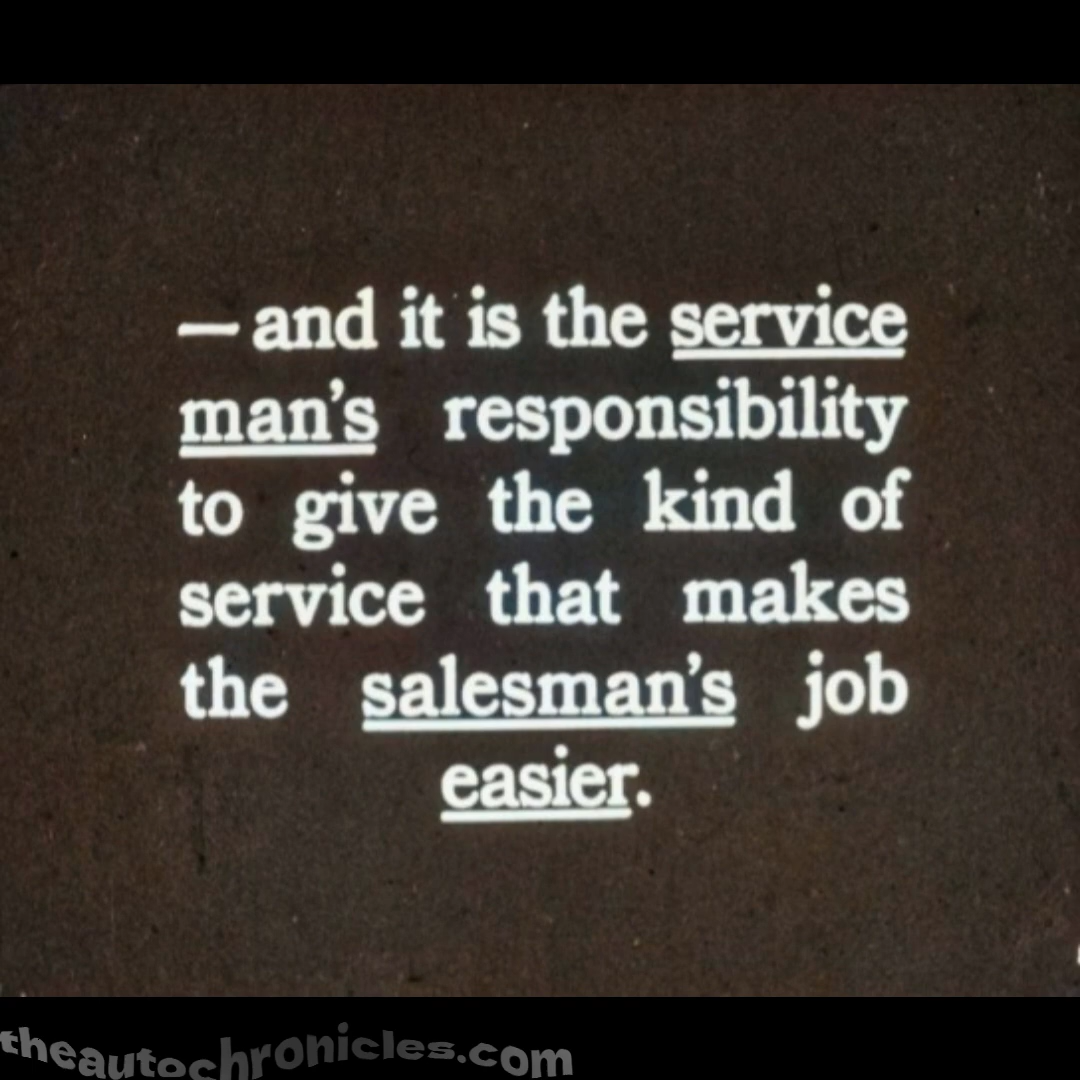 —and it is the service
man's responsibility
to give the kind of
service that makes
the salesman's job
easier.
theautochronicles.com